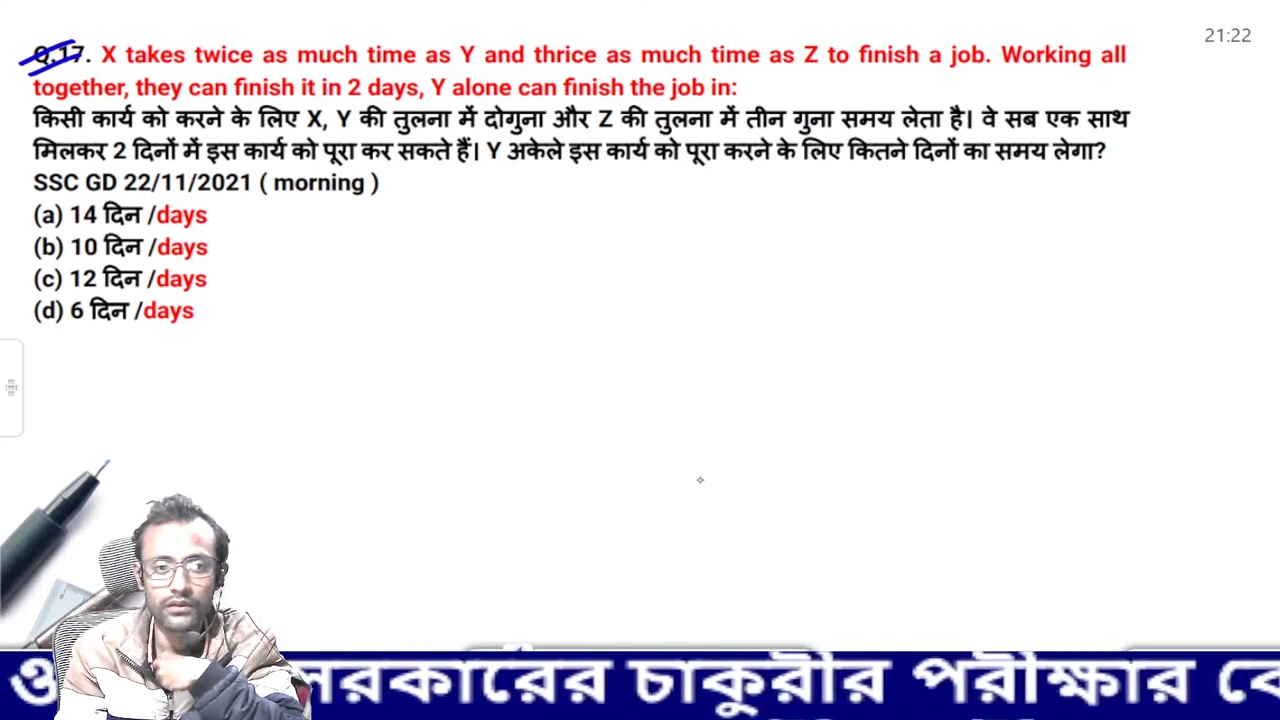 21:22
Q.17. X takes twice as much time as Y and thrice as much time as Z to finish a job. Working all
together, they can finish it in 2 days, Y alone can finish the job in:
किसी कार्य को करने के लिए X, Y की तुलना में दोगुना और Z की तुलना में तीन गुना समय लेता है। वे सब एक साथ
मिलकर 2 दिनों में इस कार्य को पूरा कर सकते हैं। Y अकेले इस कार्य को पूरा करने के लिए कितने दिनों का समय लेगा?
SSC GD 22/11/2021 ( morning )
(a) 14 दिन /days
(b) 10 दिन /days
(c) 12 दिन /days
(d) 6 दिन /days
সরকারের চাকুরীর পরীক্ষার